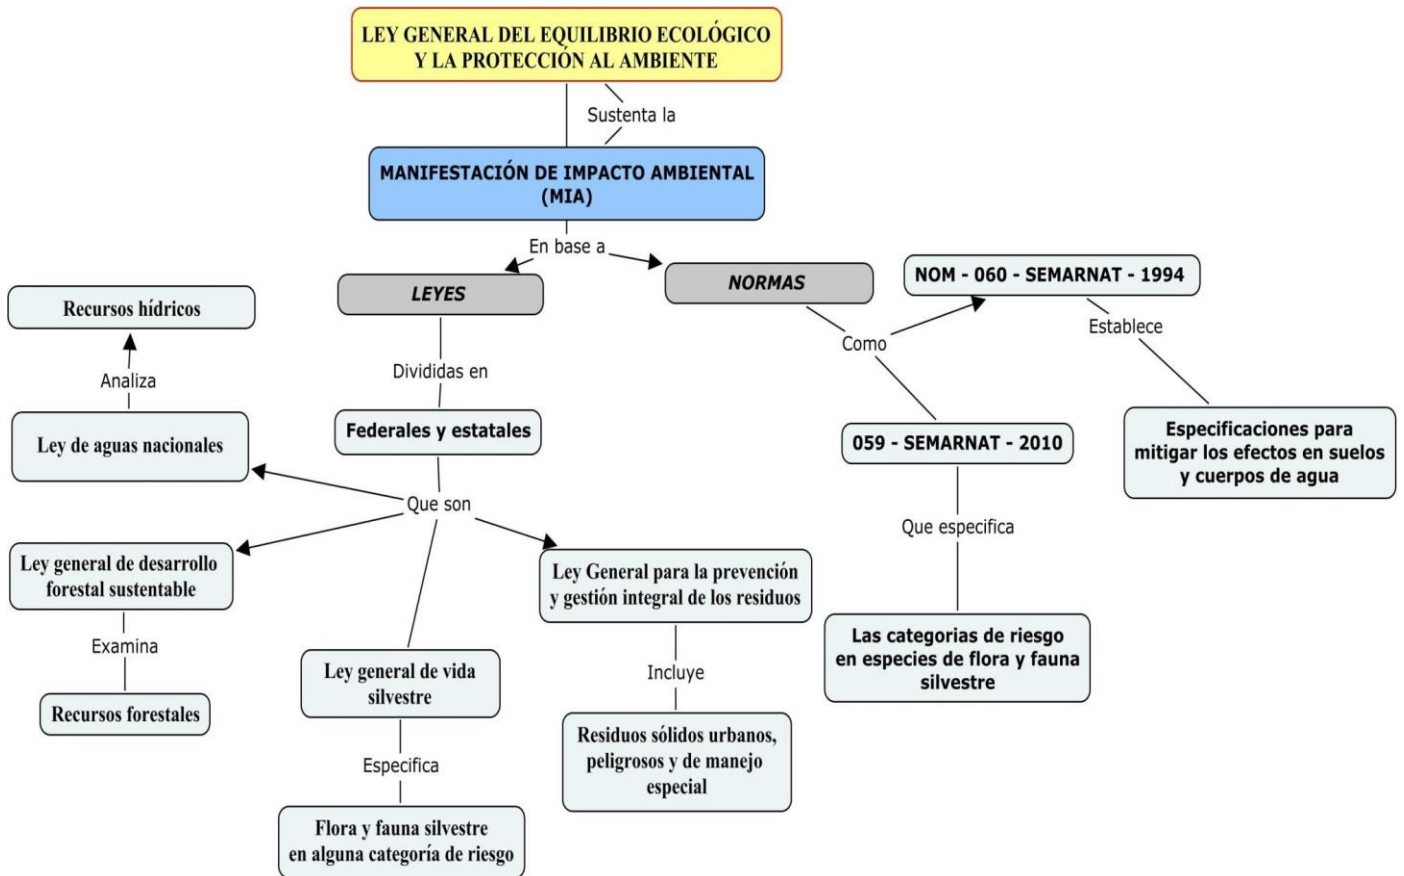 LEY GENERAL DEL EQUILIBRIO ECOLÓGICO
Y LA PROTECCIÓN AL AMBIENTE
Sustenta la
MANIFESTACIÓN DE IMPACTO AMBIENTAL
(MIA)
En base a
LEYES
Divididas en
Federales y estatales
Que son
Ley de aguas nacionales
Analiza
Recursos hídricos
Ley general de desarrollo
forestal sustentable
Examina
Recursos forestales
Ley general de vida
silvestre
Especifica
Flora y fauna silvestre
en alguna categoría de riesgo
Ley General para la prevención
y gestión integral de los residuos
Incluye
Residuos sólidos urbanos,
peligrosos y de manejo
especial
NORMAS
Como
NOM - 060 - SEMARNAT - 1994
Establece
Especificaciones para
mitigar los efectos en suelos
y cuerpos de agua
059 - SEMARNAT - 2010
Que especifica
Las categorias de riesgo
en especies de flora y fauna
silvestre